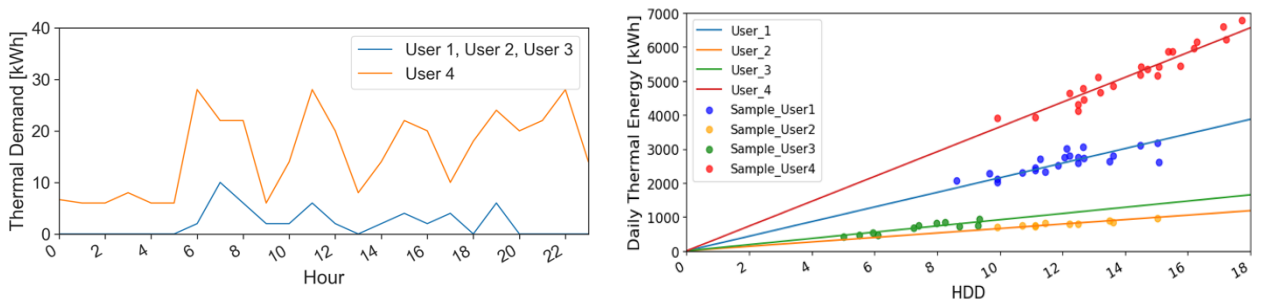 Thermal Demand [kWh]
40
30
20
10
0
User 1, User 2, User 3
User 4
0
2
4
6
8
10
12
14
16
18
20
22
Hour
Daily Thermal Energy [kWh]
7000
6000
5000
4000
3000
2000
1000
0
User_1
User_2
User_3
User_4
Sample_User1
Sample_User2
Sample_User3
Sample_User4
0
2
4
6
8
10
12
14
16
18
HDD